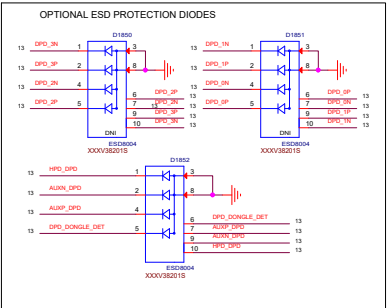 OPTIONAL ESD PROTECTION DIODES
D1850
13 DPD_3N 1 3
13 DPD_3P 2 8
13 DPD_2N 4
13 DPD_2P 5
6 DPD_2P 13
7 DPD_2N 13
9 DPD_3P 13
10 DPD_3N 13
DNI
ESD8004
XXXV38201S
D1851
13 DPD_1N 1 3
13 DPD_1P 2 8
13 DPD_0N 4
13 DPD_0P 5
6 DPD_0P 13
7 DPD_0N 13
9 DPD_1P 13
10 DPD_1N 13
DNI
ESD8004
XXXV38201S
D1852
13 HPD_DPD 1 3
13 AUXN_DPD 2 8
13 AUXP_DPD 4
13 DPD_DONGLE_DET 5
6 DPD_DONGLE_DET 13
7 AUXP_DPD 13
9 AUXN_DPD 13
10 HPD_DPD 13
ESD8004
XXXV38201S